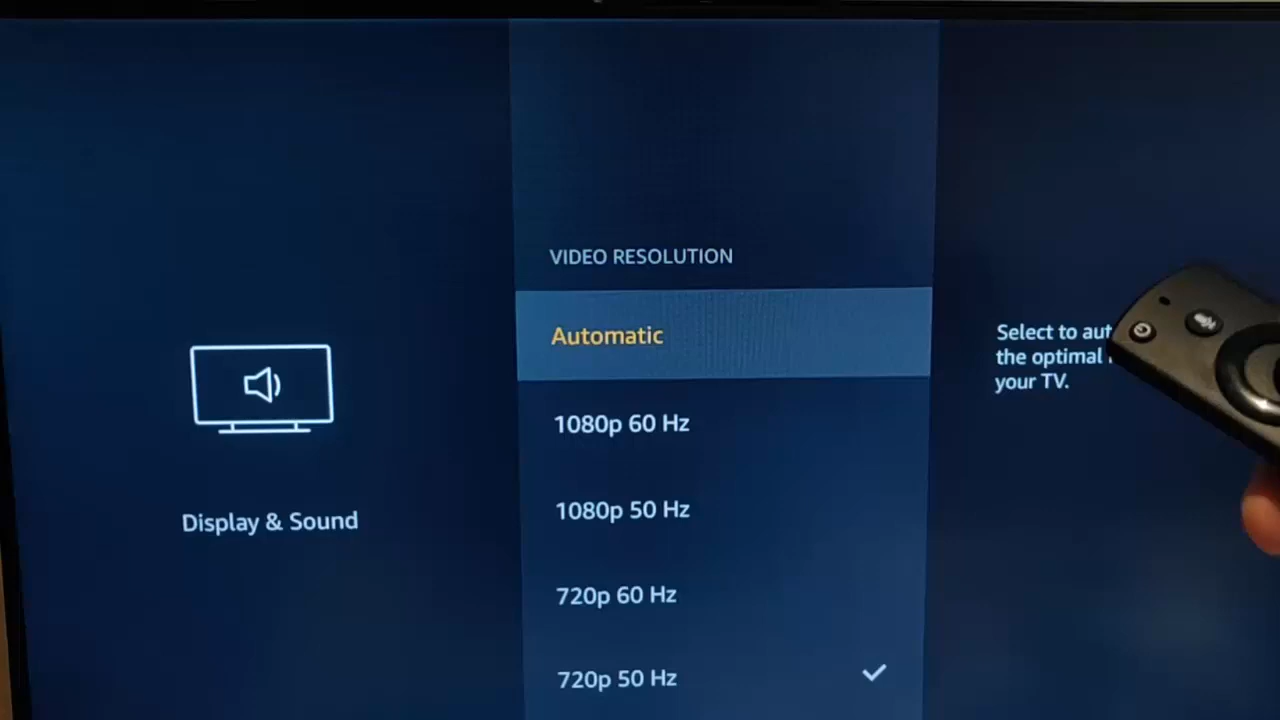 VIDEO RESOLUTION
Automatic
1080p 60 Hz
1080p 50 Hz
720p 60 Hz
720p 50 Hz
Display & Sound
Select to aut
the optimal
your TV.